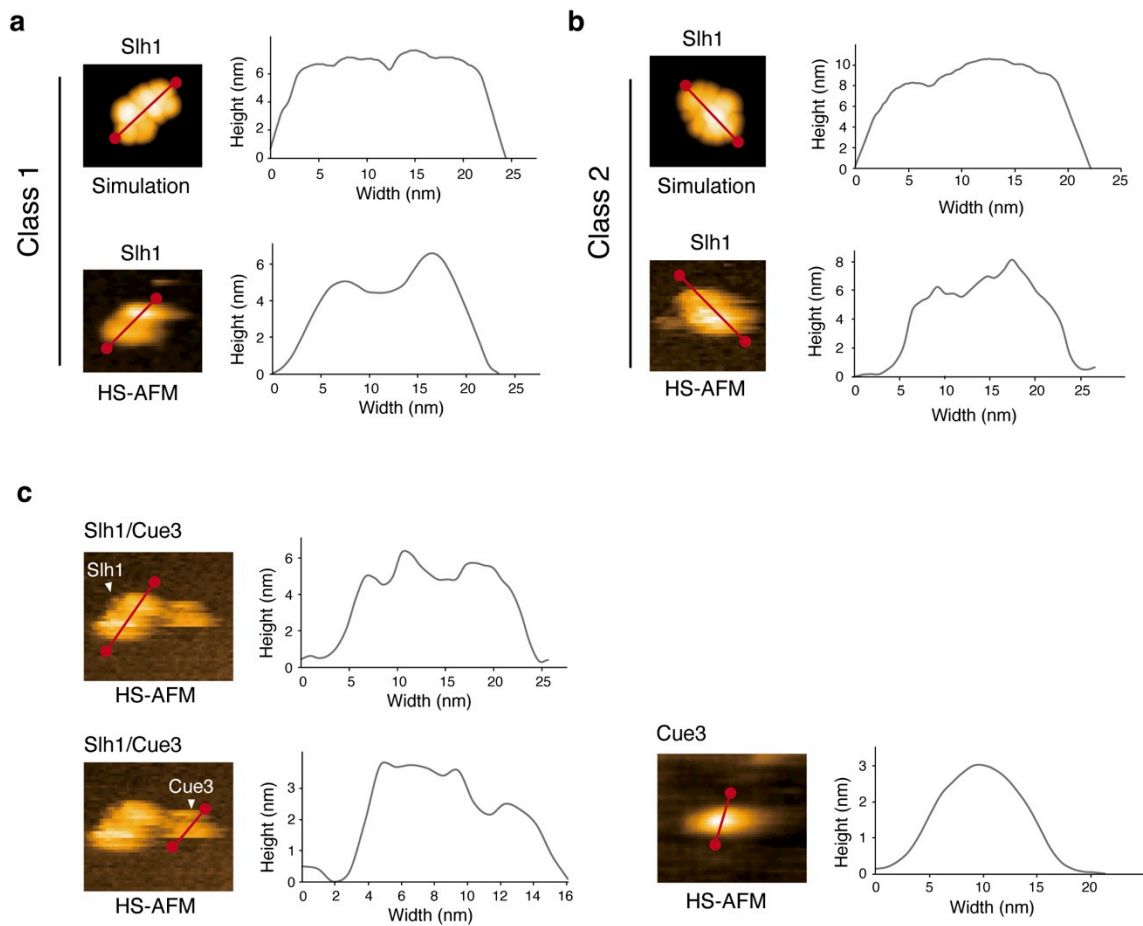 a
Class 1
Slh1
Simulation
Height (nm)
6
4
2
0
0 5 10 15 20 25
Width (nm)
Slh1
HS-AFM
Height (nm)
6
4
2
0
0 5 10 15 20 25
Width (nm)
b
Class 2
Slh1
Simulation
Height (nm)
10
8
6
4
2
0
0 5 10 15 20 25
Width (nm)
Slh1
HS-AFM
Height (nm)
8
6
4
2
0
0 5 10 15 20 25
Width (nm)
c
Slh1/Cue3
Slh1
HS-AFM
Height (nm)
6
4
2
0
0 5 10 15 20 25
Width (nm)
Slh1/Cue3
Cue3
HS-AFM
Height (nm)
3
2
1
0
0 2 4 6 8 10 12 14 16
Width (nm)
Cue3
HS-AFM
Height (nm)
3
2
1
0
0 5 10 15 20
Width (nm)